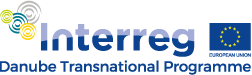 Interreg
EUROPEAN UNION
Danube Transnational Programme